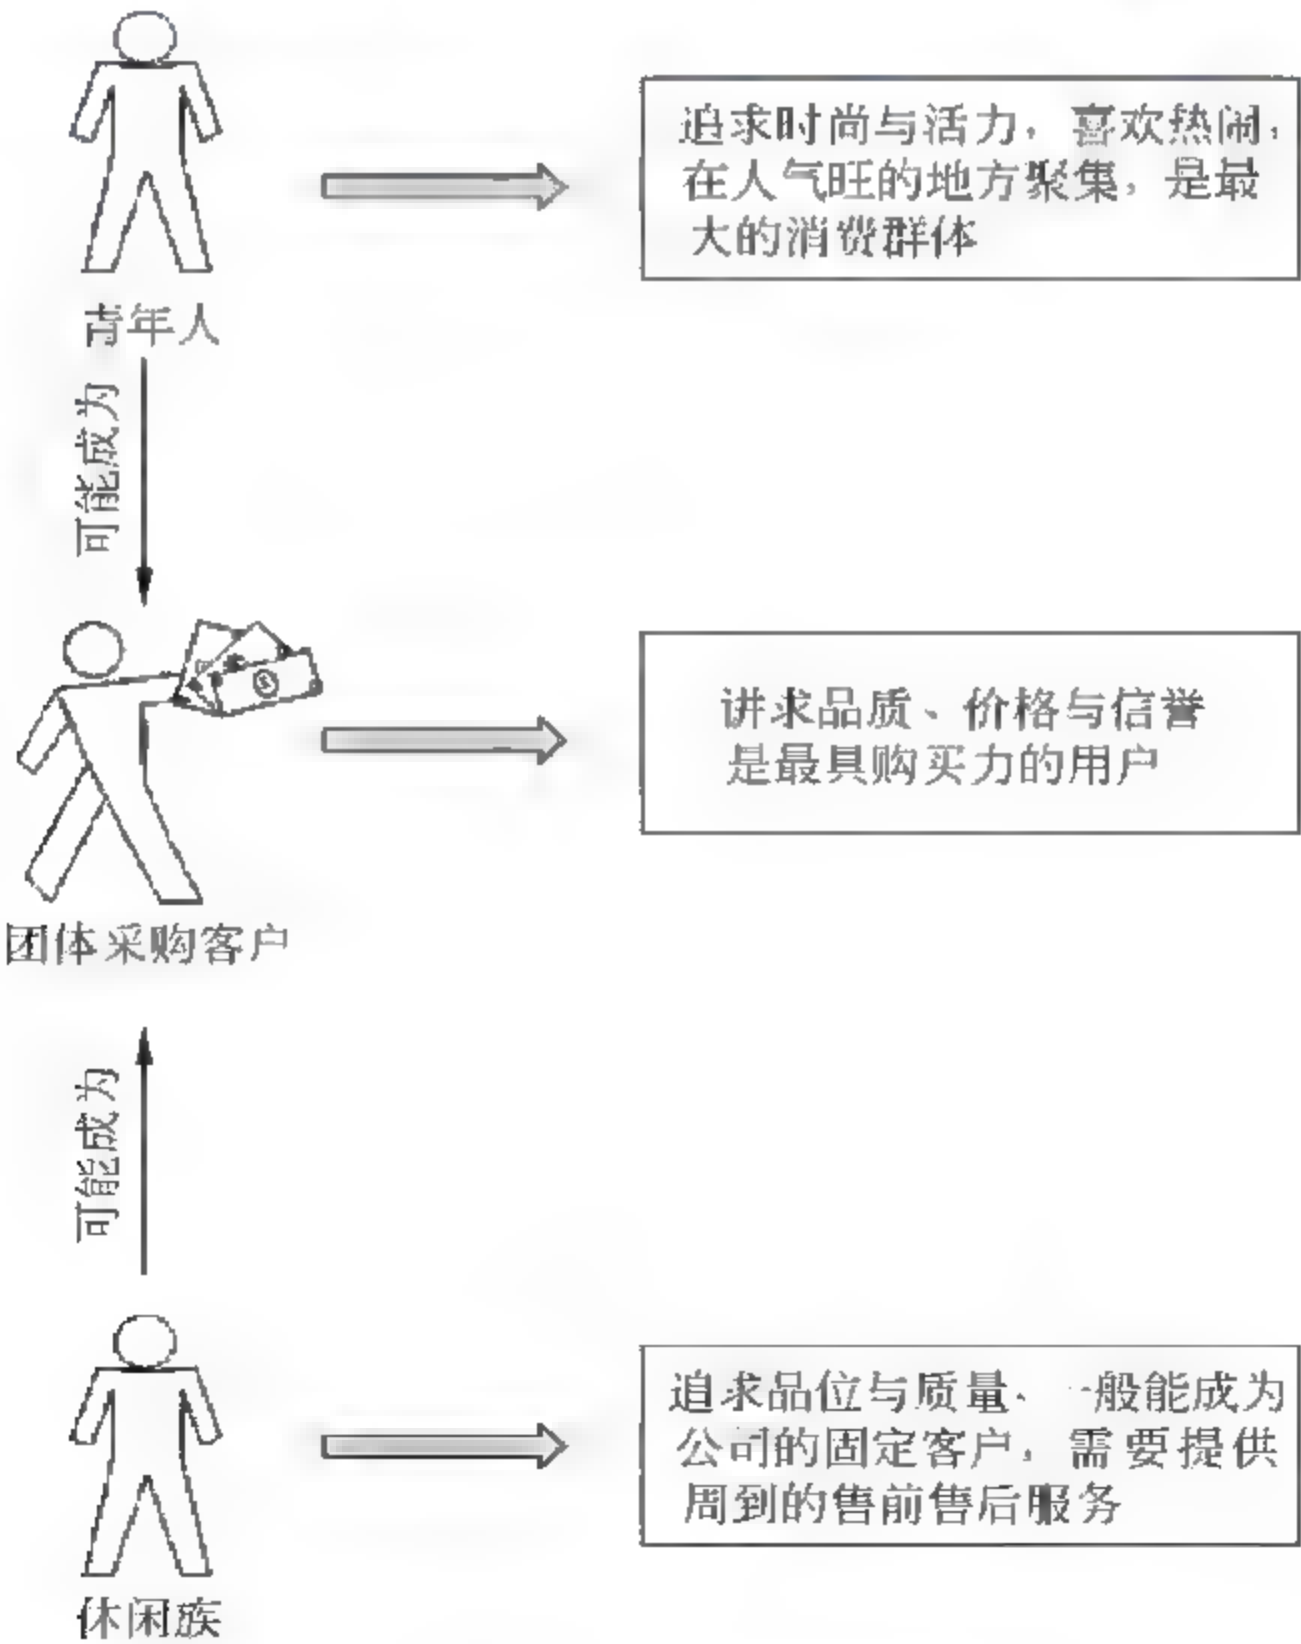 追求时尚与活力，喜欢热闹，
在人气旺的地方聚集，是最
大的消费群体
青年人
可能成为
讲求品质、价格与信誉
是最具购买力的用户
团体采购客户
可能成为
追求品位与质量、一般能成为
公司的固定客户，需要提供
周到的售前售后服务
休闲族